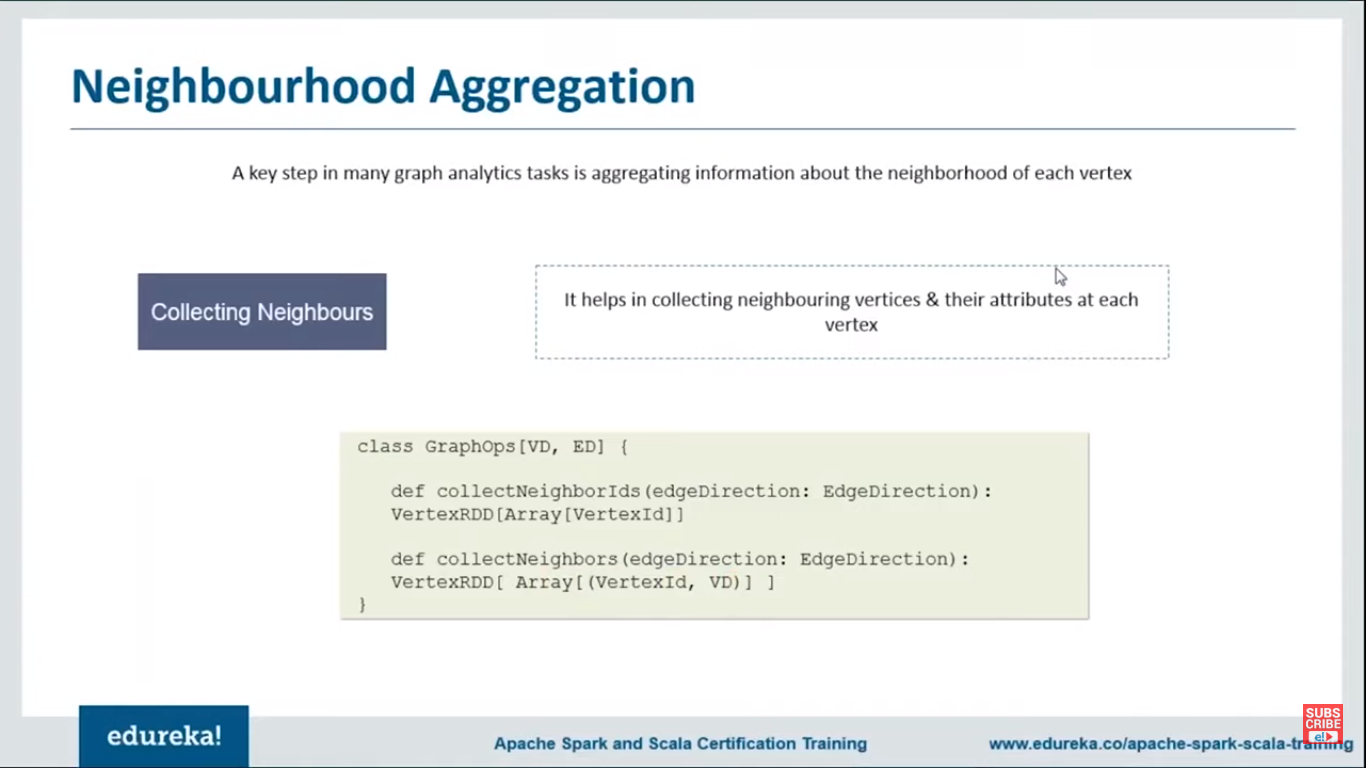 Neighbourhood Aggregation
A key step in many graph analytics tasks is aggregating information about the neighborhood of each vertex
Collecting Neighbours
It helps in collecting neighbouring vertices & their attributes at each
vertex
class GraphOps[VD, ED] {
def collectNeighborIds(edgeDirection: EdgeDirection):
VertexRDD[Array[VertexId]]
def collectNeighbors(edgeDirection: EdgeDirection):
VertexRDD[ Array[(VertexId, VD)] ]
}
edureka!
Apache Spark and Scala Certification Training
www.edureka.co/apache-spark-scala-training
SUBS
CRIBE
e!